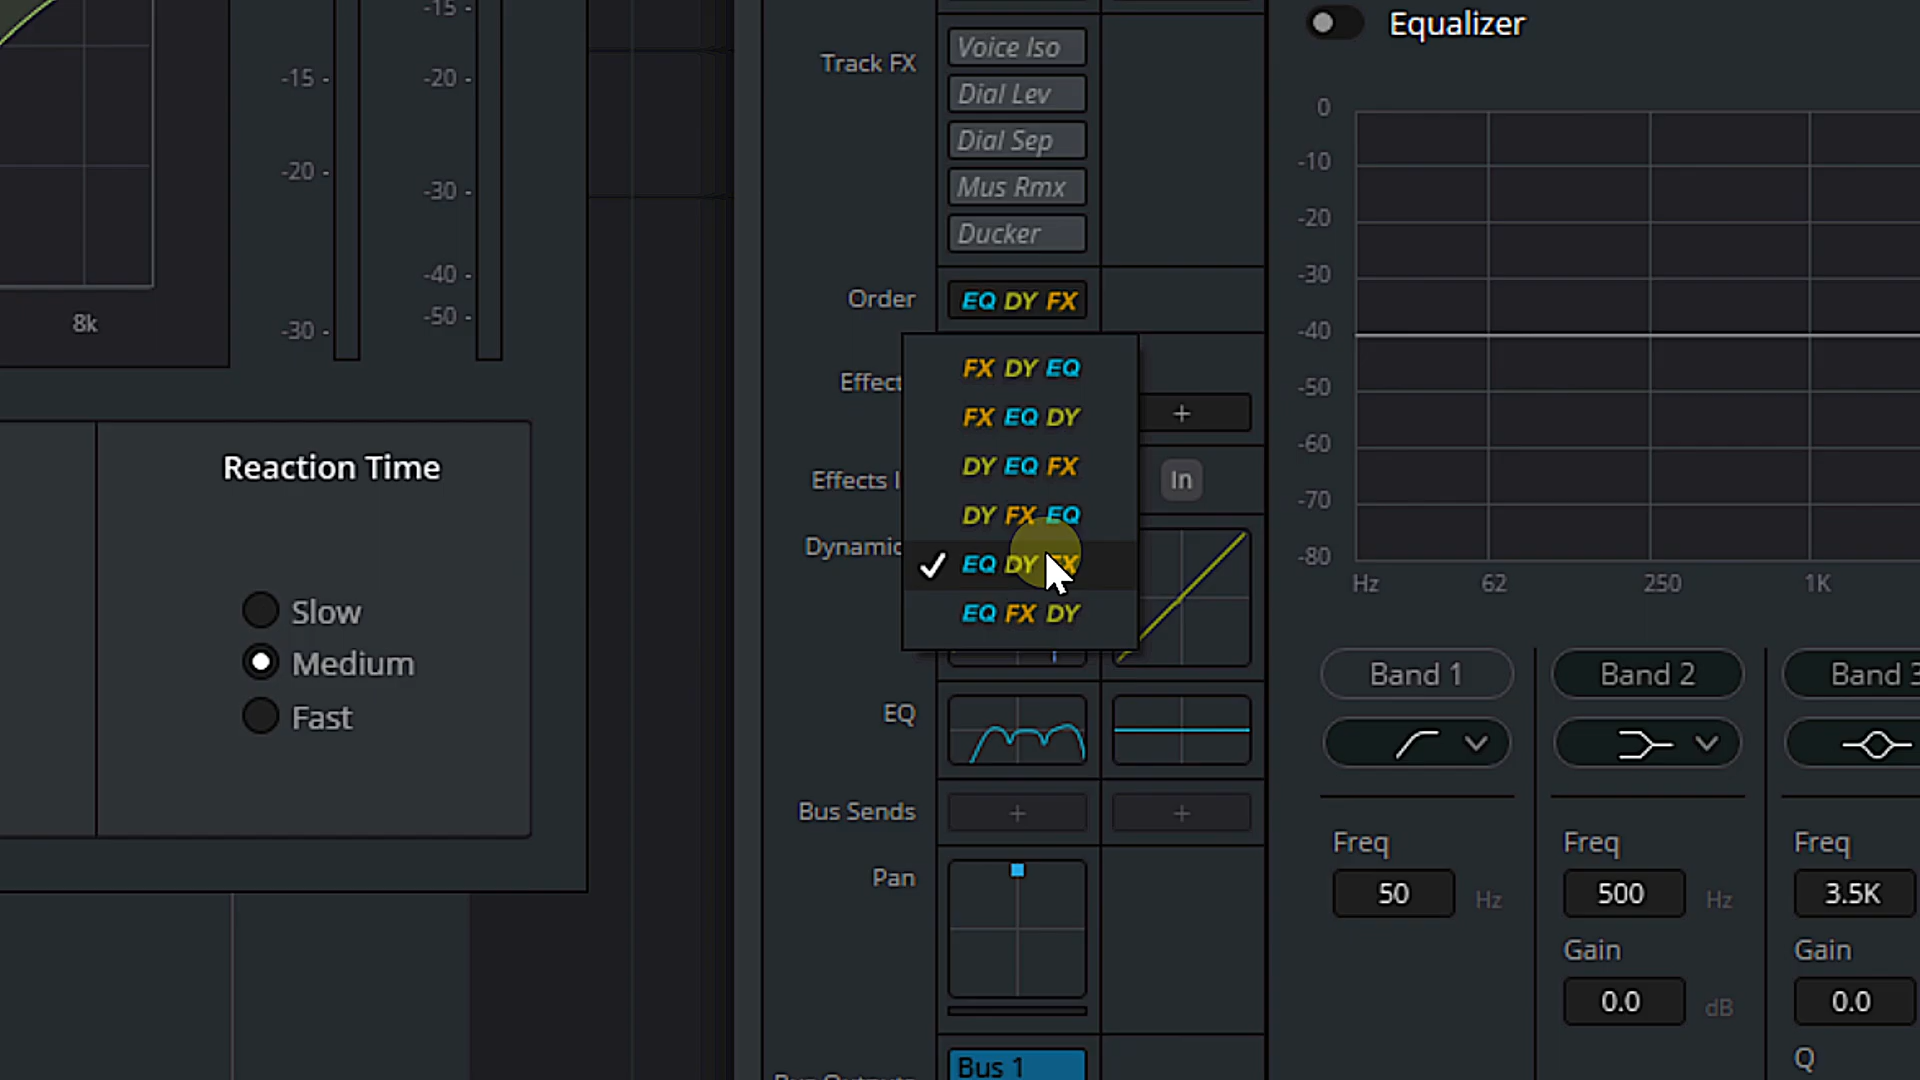 -15 -
-15 -
-20 -
-20 -
-30 -
-40 -
-50 -
-30 -
8k
Reaction Time
Slow
Medium
Fast
Track FX
Voice Iso
Dial Lev
Dial Sep
Mus Rmx
Ducker
Order
EQ DY FX
FX DY EQ
FX EQ DY
DY EQ FX
DY FX EQ
EQ DY FX
EQ FX DY
Effect
+
Effects I
In
Dynamic
EQ
Bus Sends
+
+
Pan
Bus 1
Equalizer
0
-10
-20
-30
-40
-50
-60
-70
-80
Hz 62 250 1K
Band 1 Band 2 Band 3
Freq Freq Freq
50 Hz 500 Hz 3.5K
Gain Gain
0.0 dB 0.0
Q